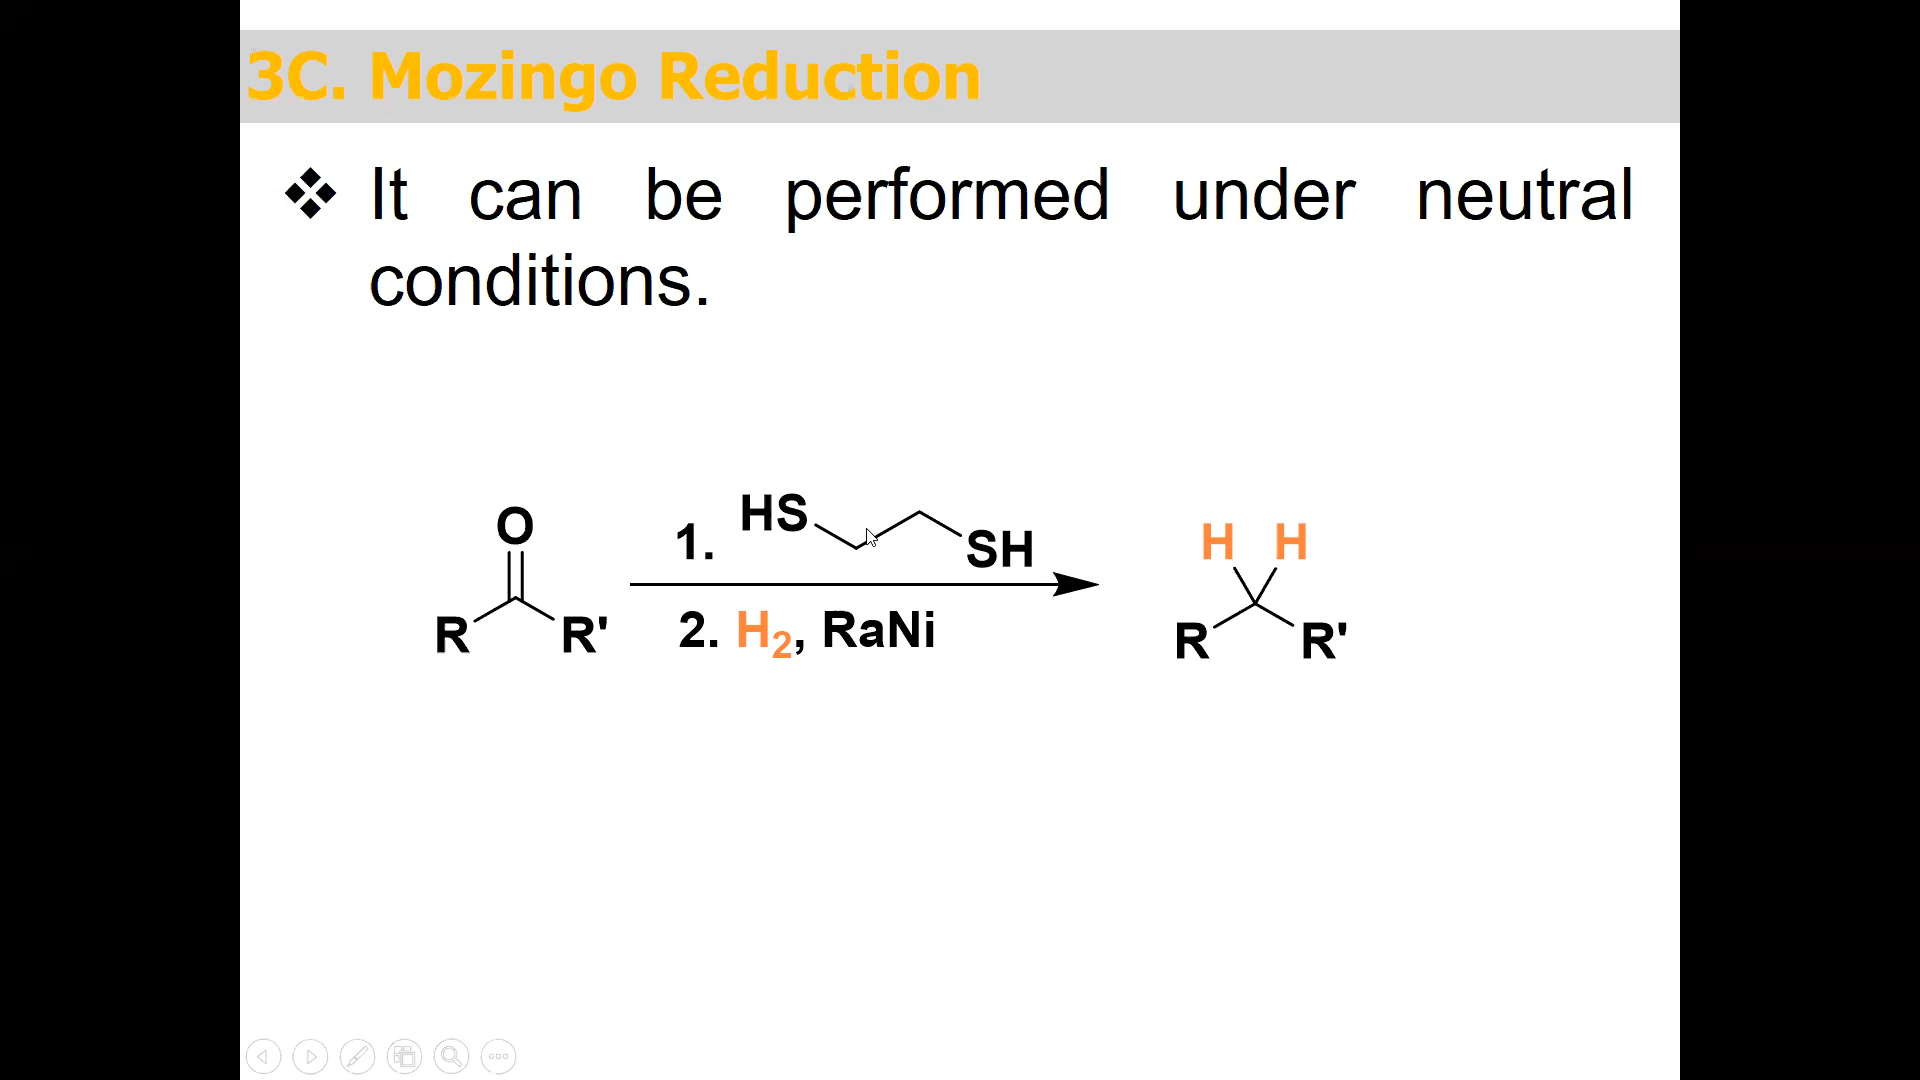 3C. Mozingo Reduction
❖ It can be performed under neutral
conditions.
O
R R'
1. HS SH
2. H₂, RaNi
H H
R R'